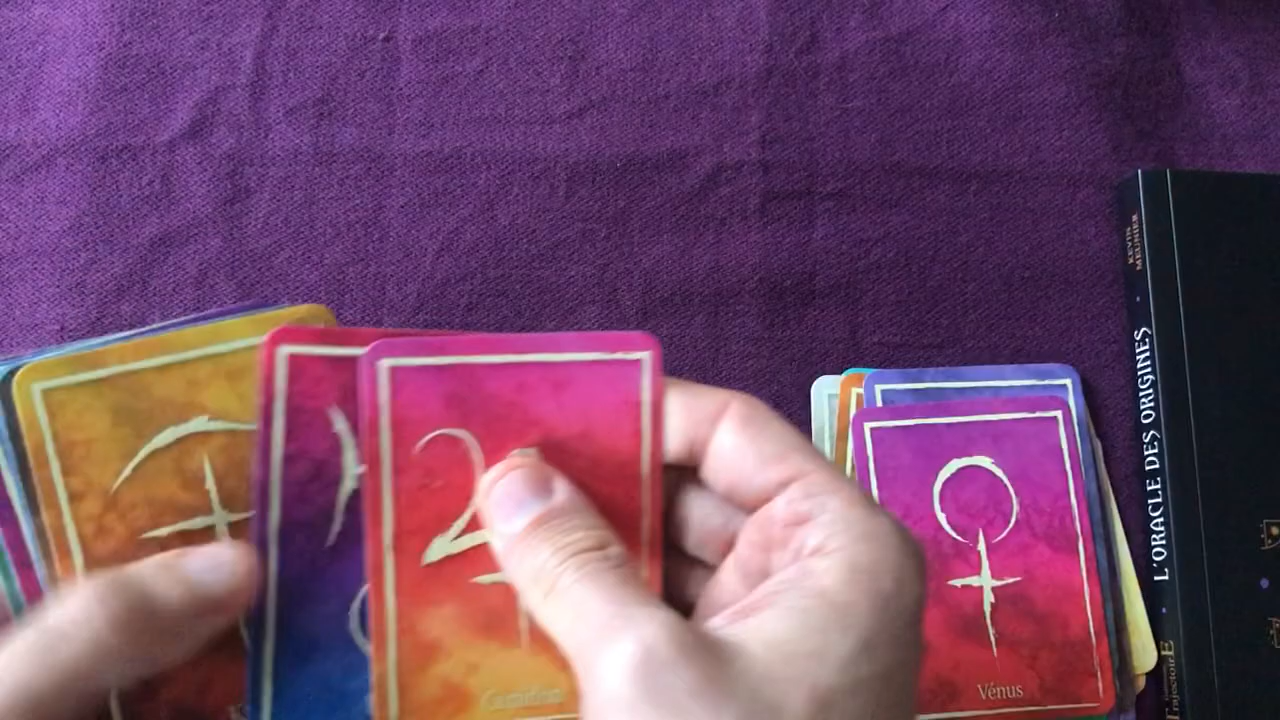 KEVIN
MEUNIER
L'ORACLE DES ORIGINES
TrajectoirE
Vénus